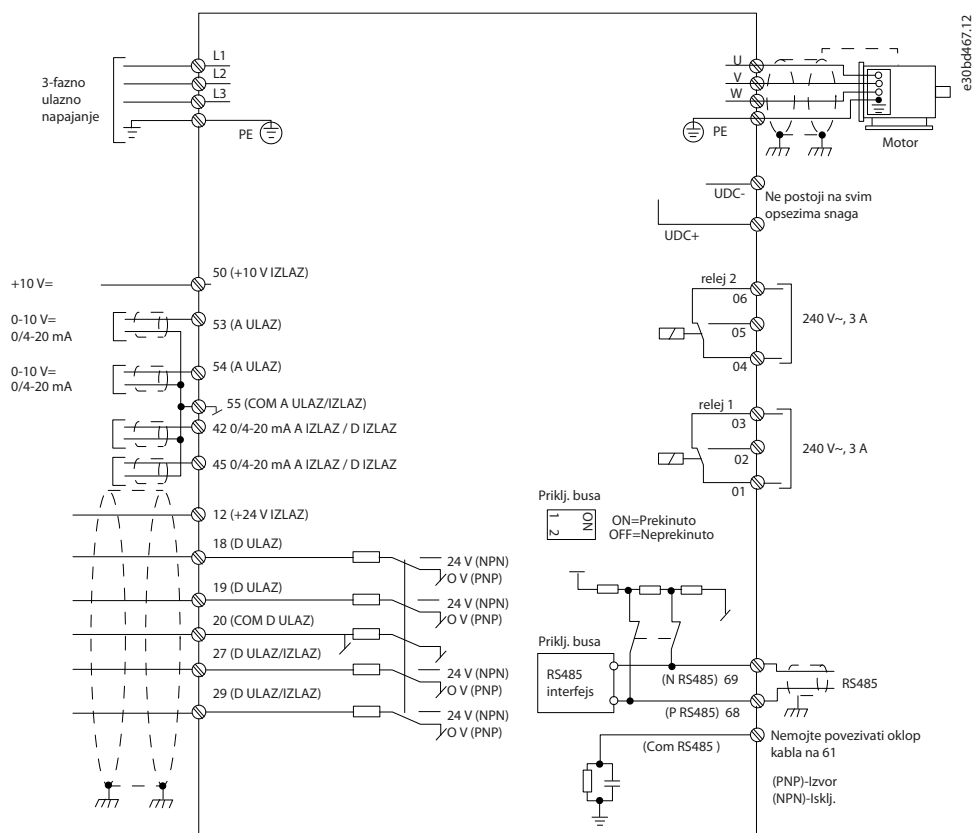 e30bd467.12
3-fazno
ulazno
napajanje
L1
L2
L3
PE
U
V
W
PE
Motor
UDC-
Ne postoji na svim
opsezima snaga
UDC+
+10 V=
50 (+10 V IZLAZ)
0-10 V=
0/4-20 mA
53 (A ULAZ)
0-10 V=
0/4-20 mA
54 (A ULAZ)
55 (COM A ULAZ/IZLAZ)
42 0/4-20 mA A IZLAZ / D IZLAZ
45 0/4-20 mA A IZLAZ / D IZLAZ
12 (+24 V IZLAZ)
18 (D ULAZ)
24 V (NPN)
O V (PNP)
19 (D ULAZ)
24 V (NPN)
O V (PNP)
20 (COM D ULAZ)
27 (D ULAZ/IZLAZ)
24 V (NPN)
O V (PNP)
29 (D ULAZ/IZLAZ)
24 V (NPN)
O V (PNP)
relej 2
06
05
04
240 V~, 3 A
relej 1
03
02
01
240 V~, 3 A
Priklj. busa
1
2
ON
ON=Prekinuto
OFF=Neprekinuto
Priklj. busa
RS485
interfejs
(N RS485) 69
RS485
(P RS485) 68
(Com RS485 )
Nemojte povezivati oklop
kabla na 61
(PNP)-Izvor
(NPN)-Isklj.